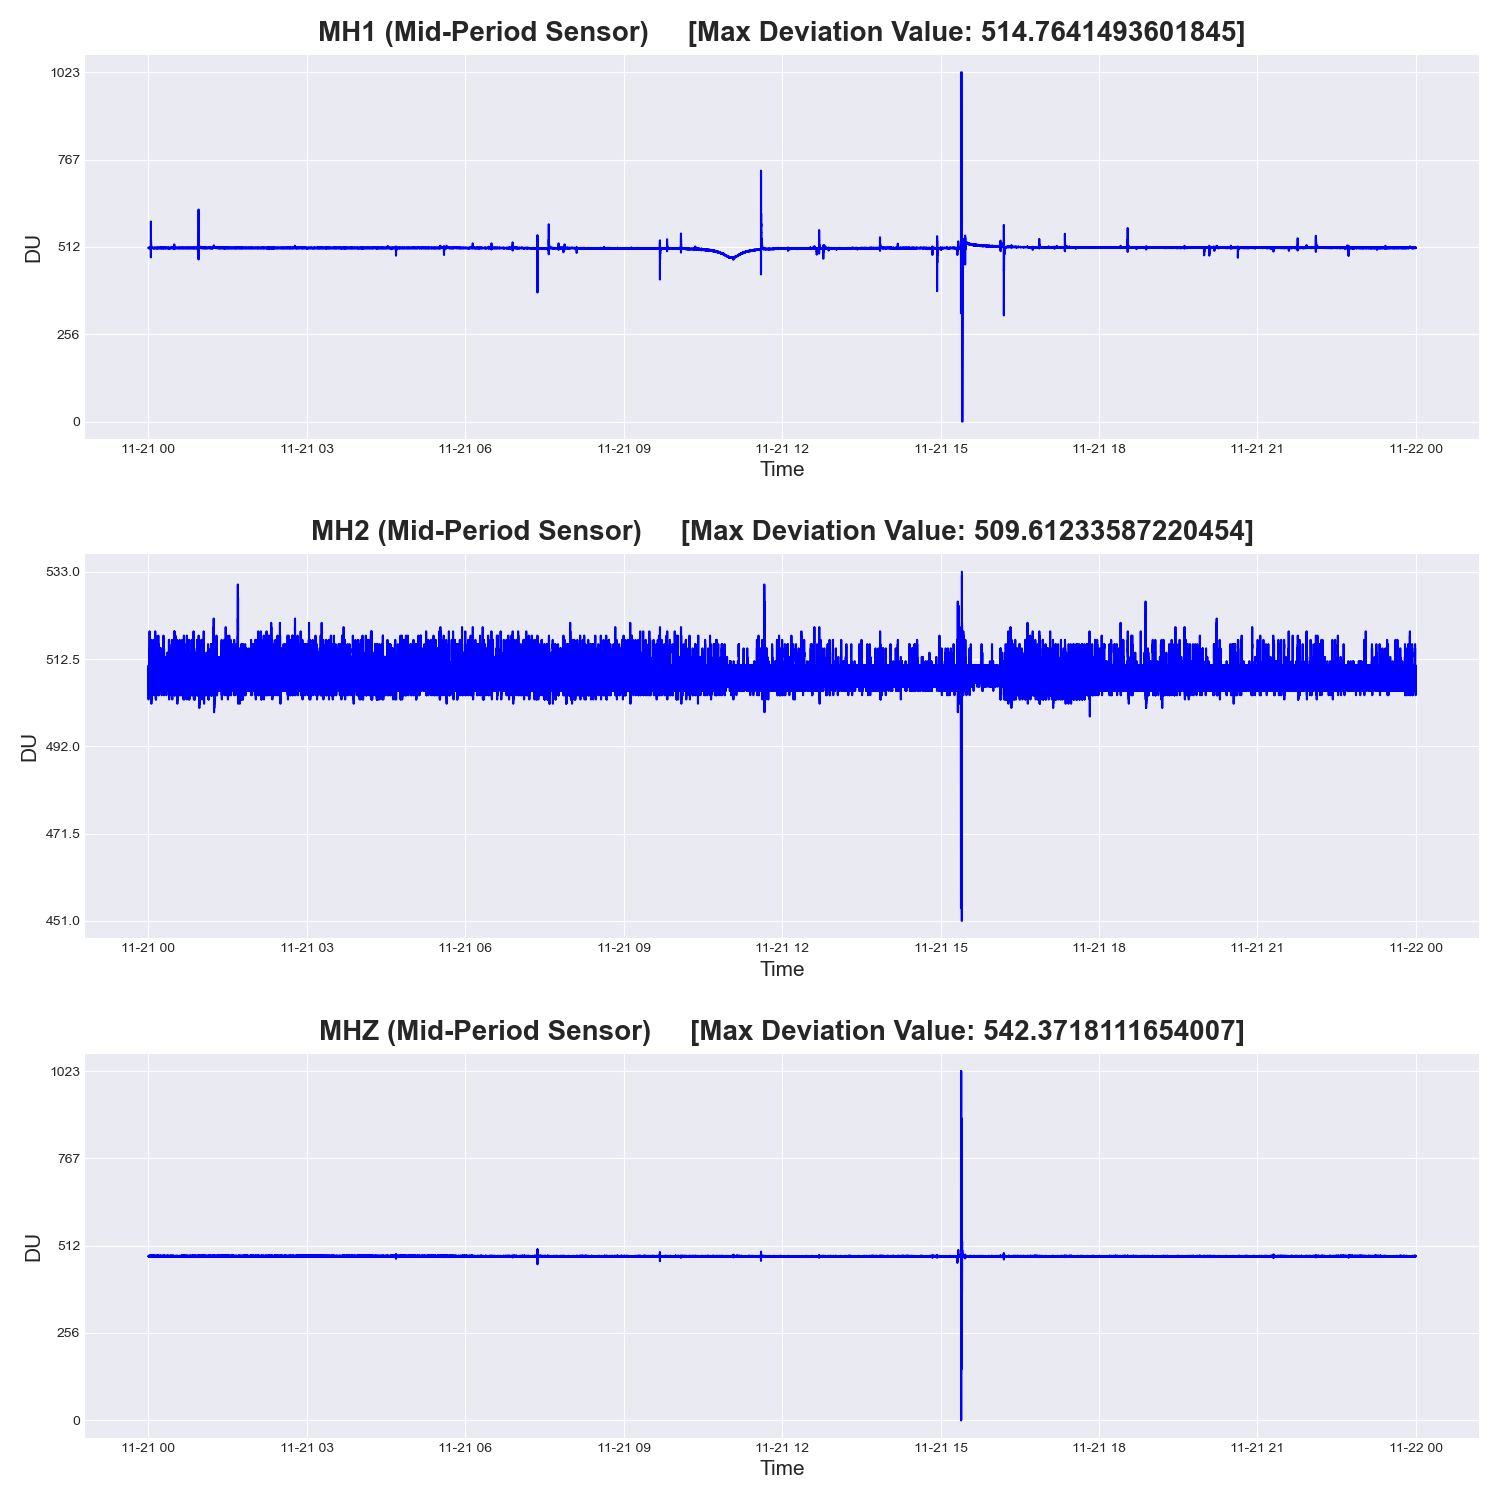 MH1 (Mid-Period Sensor) [Max Deviation Value: 514.7641493601845]
1023
767
512
256
0
DU
11-21 00 11-21 03 11-21 06 11-21 09 11-21 12 11-21 15 11-21 18 11-21 21 11-22 00
Time
MH2 (Mid-Period Sensor) [Max Deviation Value: 509.61233587220454]
533.0
512.5
492.0
471.5
451.0
DU
11-21 00 11-21 03 11-21 06 11-21 09 11-21 12 11-21 15 11-21 18 11-21 21 11-22 00
Time
MHZ (Mid-Period Sensor) [Max Deviation Value: 542.3718111654007]
1023
767
512
256
0
DU
11-21 00 11-21 03 11-21 06 11-21 09 11-21 12 11-21 15 11-21 18 11-21 21 11-22 00
Time